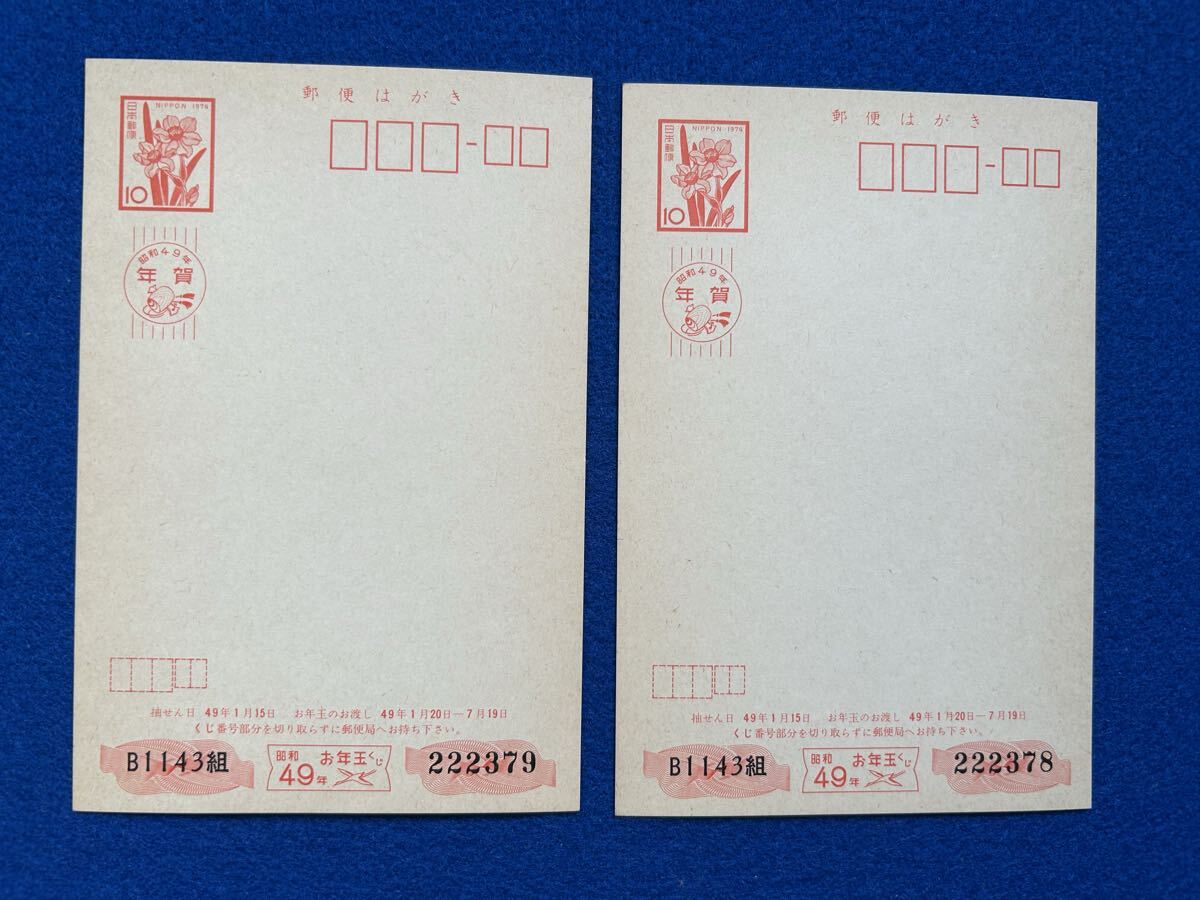 郵便はがき
NIPPON 1974
日本郵便
10
昭和49年
年賀
抽せん日 49年1月15日 お年玉のお渡し 49年1月20日―7月19日
くじ番号部分を切り取らずに郵便局へお持ち下さい。
B1143組
昭和
49年
お年玉くじ
222379
郵便はがき
NIPPON 1974
日本郵便
10
昭和49年
年賀
抽せん日 49年1月15日 お年玉のお渡し 49年1月20日―7月19日
くじ番号部分を切り取らずに郵便局へお持ち下さい。
B1143組
昭和
49年
お年玉くじ
222378